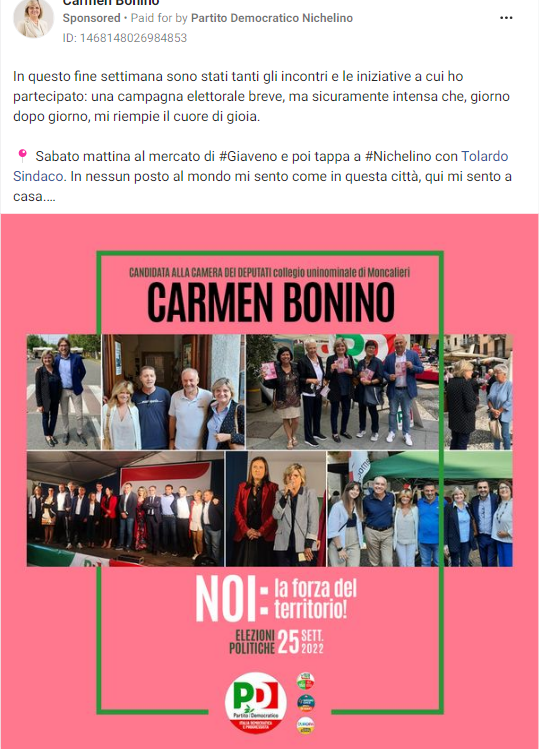 Carmen Bonino
Sponsored • Paid for by Partito Democratico Nichelino
ID: 1468148026984853
In questo fine settimana sono stati tanti gli incontri e le iniziative a cui ho
partecipato: una campagna elettorale breve, ma sicuramente intensa che, giorno
dopo giorno, mi riempie il cuore di gioia.
📍 Sabato mattina al mercato di #Giaveno e poi tappa a #Nichelino con Tolardo
Sindaco. In nessun posto al mondo mi sento come in questa città, qui mi sento a
casa....
CANDIDATA ALLA CAMERA DEI DEPUTATI collegio uninominale di Moncalieri
CARMEN BONINO
NOI: la forza del
territorio!
ELEZIONI
POLITICHE 25 SETT.
2022
PD
Partito Democratico
ITALIA DEMOCRATICA
E PROGRESSISTA